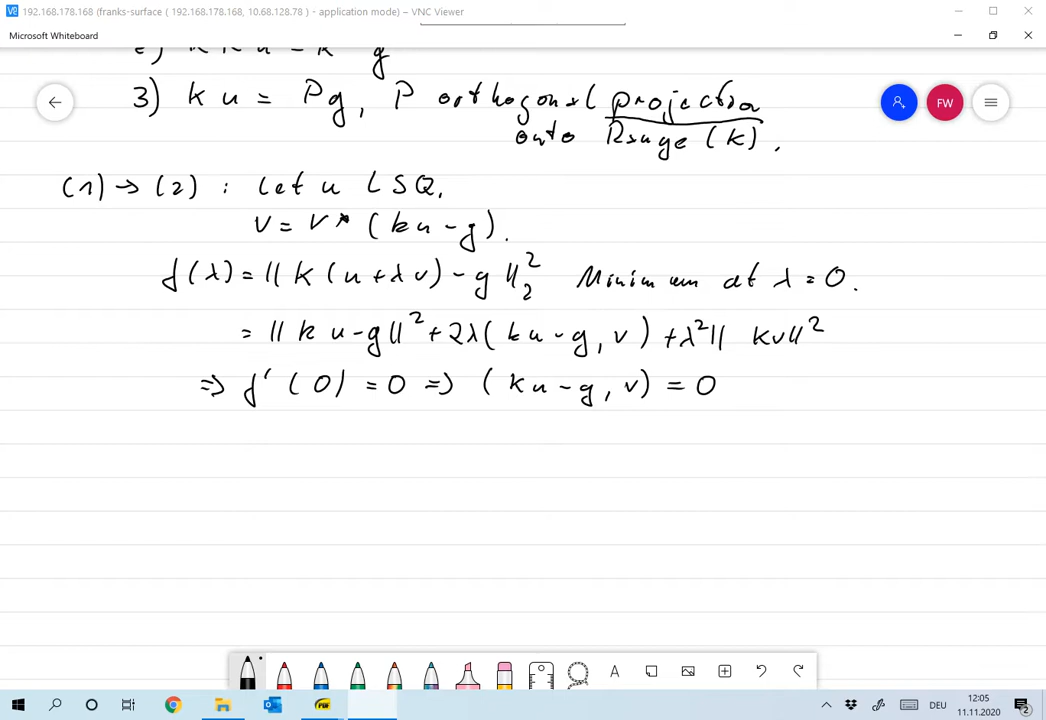 192.168.178.168 (franks-surface ( 192.168.178.168, 10.68.128.78 ) - application mode) – VNC Viewer
Microsoft Whiteboard
3) K u = Pg, P orthogonal projection
onto Range (K).
(1) → (2) : Let u LSQ.
v = V* (Ku - g).
f(λ) = || K (u + λ v) - g ||₂² Minimum at λ = 0.
= || K u - g ||² + 2λ (Ku - g, v) + λ² || Kv ||²
=> f' (0) = 0 => (Ku - g, v) = 0
FW
A
DEU
12:05
11.11.2020
2